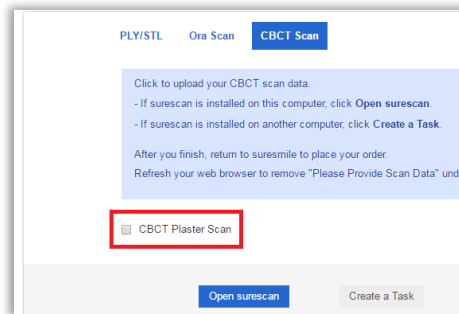 PLY/STL Ora Scan CBCT Scan
Click to upload your CBCT scan data.
- If surescan is installed on this computer, click Open surescan.
- If surescan is installed on another computer, click Create a Task.
After you finish, return to suresmile to place your order.
Refresh your web browser to remove "Please Provide Scan Data" und
CBCT Plaster Scan
Open surescan Create a Task